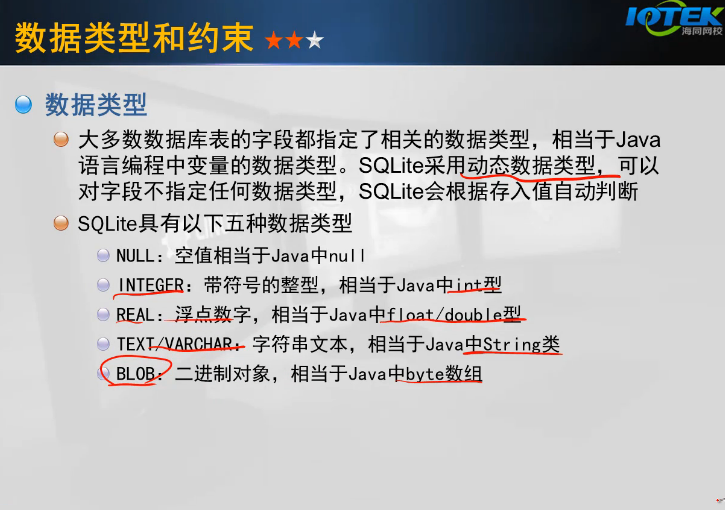 IOTEK
海同网校
数据类型和约束
数据类型
大多数数据库表的字段都指定了相关的数据类型，相当于Java
语言编程中变量的数据类型。SQLite采用动态数据类型，可以
对字段不指定任何数据类型，SQLite会根据存入值自动判断
SQLite具有以下五种数据类型
NULL：空值相当于Java中null
INTEGER：带符号的整型，相当于Java中int型
REAL：浮点数字，相当于Java中float/double型
TEXT/VARCHAR：字符串文本，相当于Java中String类
BLOB：二进制对象，相当于Java中byte数组